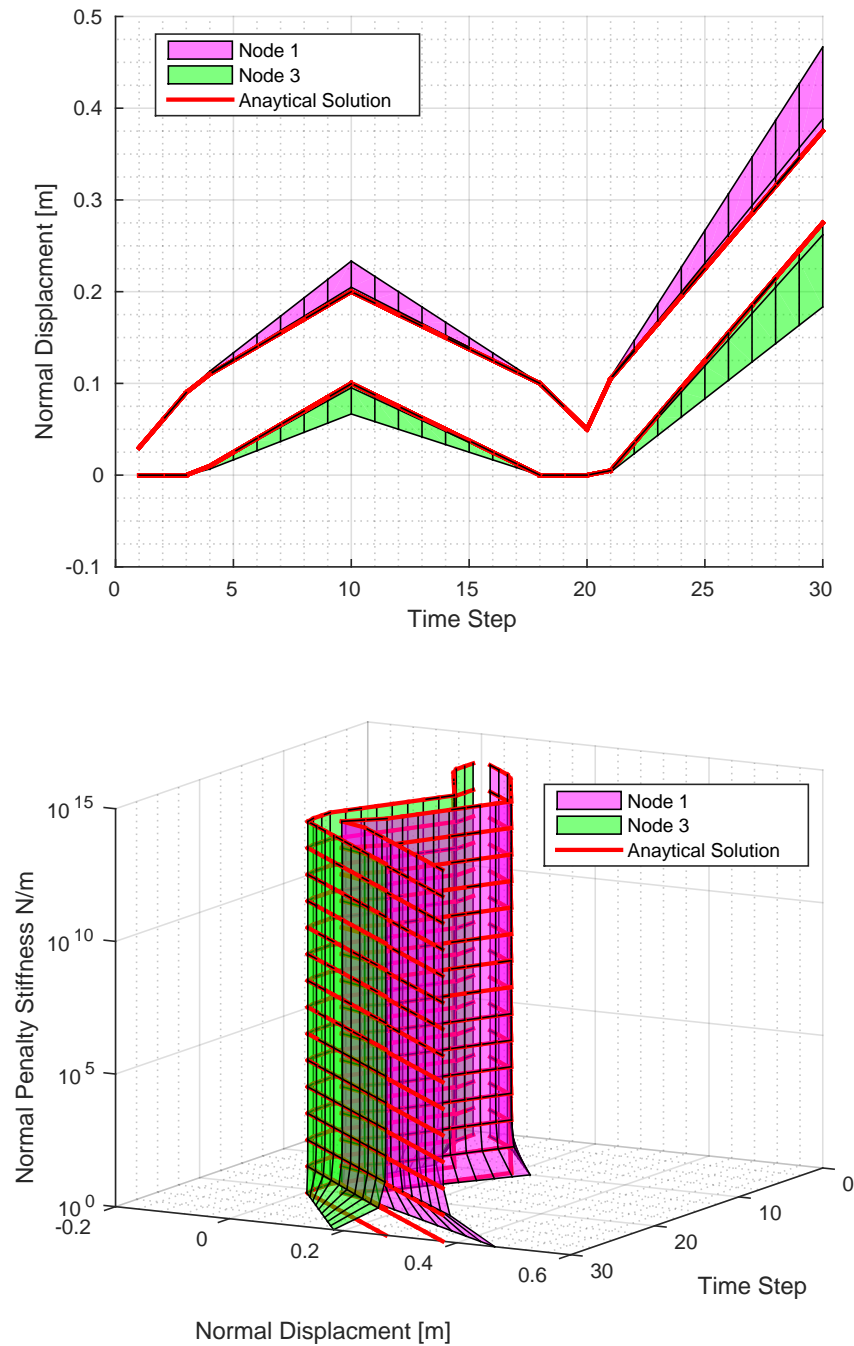 0.5
0.4
0.3
0.2
0.1
0
-0.1
Normal Displacment [m]
Node 1
Node 3
Anaytical Solution
0 5 10 15 20 25 30
Time Step
10 15
10 10
10 5
10 0
Normal Penalty Stiffness N/m
Node 1
Node 3
Anaytical Solution
-0.2 0 0.2 0.4 0.6
30 20 10 0
Time Step
Normal Displacment [m]